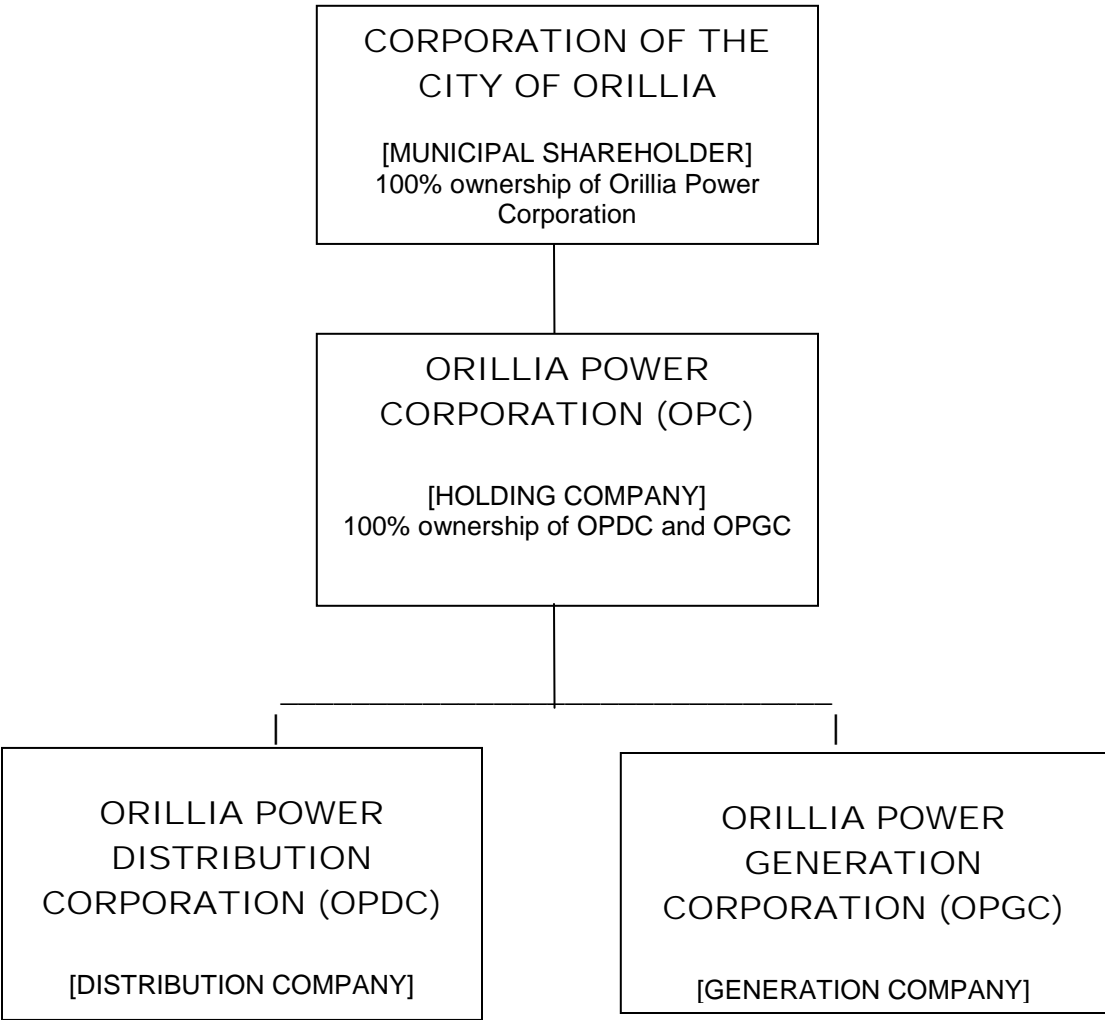 CORPORATION OF THE
CITY OF ORILLIA
[MUNICIPAL SHAREHOLDER]
100% ownership of Orillia Power
Corporation
ORILLIA POWER
CORPORATION (OPC)
[HOLDING COMPANY]
100% ownership of OPDC and OPGC
ORILLIA POWER
DISTRIBUTION
CORPORATION (OPDC)
[DISTRIBUTION COMPANY]
ORILLIA POWER
GENERATION
CORPORATION (OPGC)
[GENERATION COMPANY]